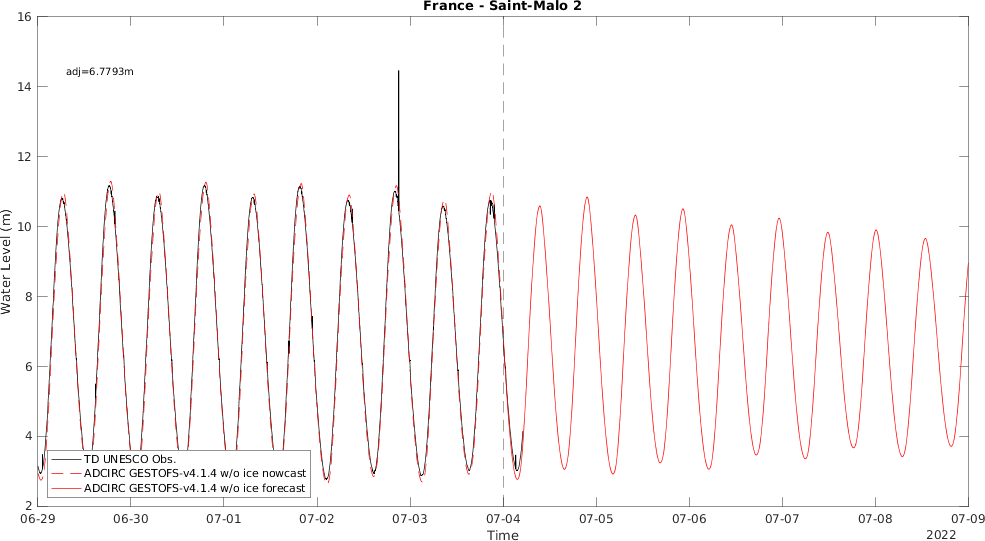 France - Saint-Malo 2
16
14
12
10
8
6
4
2
Water Level (m)
adj=6.7793m
TD UNESCO Obs.
ADCIRC GESTOFS-v4.1.4 w/o ice nowcast
ADCIRC GESTOFS-v4.1.4 w/o ice forecast
06-29 06-30 07-01 07-02 07-03 07-04 07-05 07-06 07-07 07-08 07-09
Time
2022